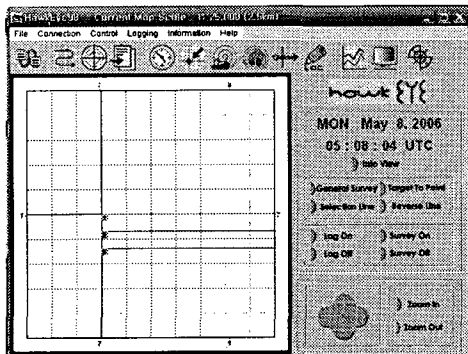 HawkEye98 - Current Map Scale : 1: 25,000 (2.5km)
File Connection Control Logging Information Help
hawk EYE
MON May 8. 2006
05 : 08 : 04 UTC
Info View
General Survey Target To Point
Selection Line Reverse Line
Log On Survey On
Log Off Survey Off
Zoom In
Zoom Out